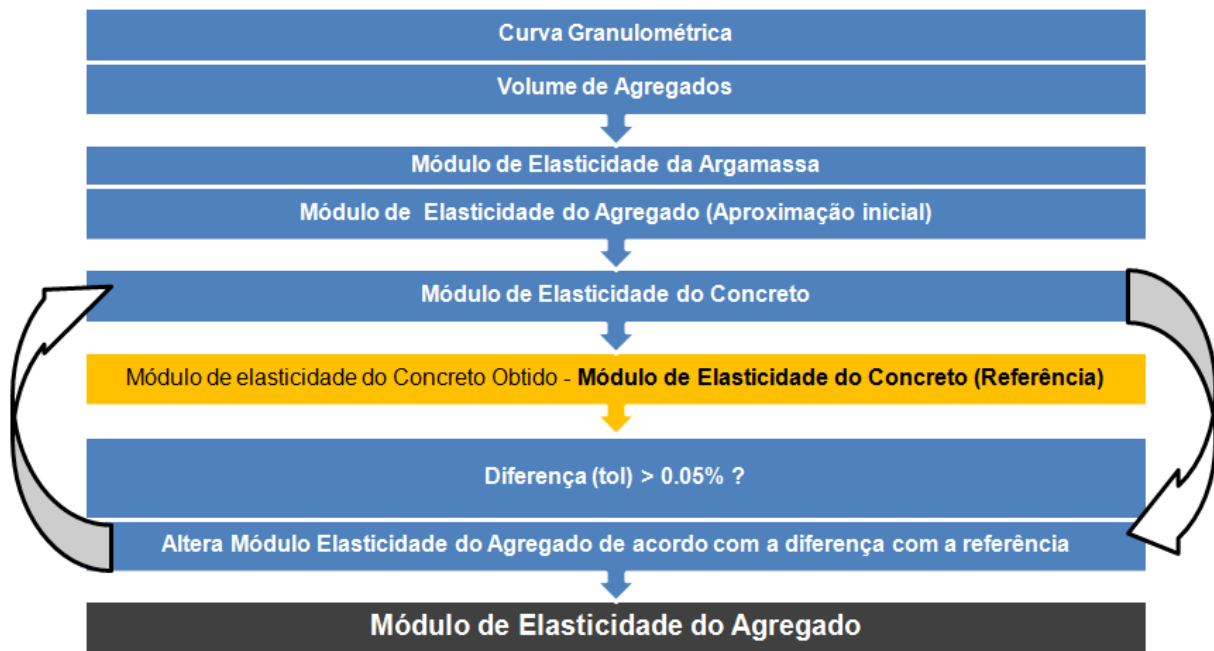 Curva Granulométrica
Volume de Agregados
Módulo de Elasticidade da Argamassa
Módulo de Elasticidade do Agregado (Aproximação inicial)
Módulo de Elasticidade do Concreto
Módulo de elasticidade do Concreto Obtido - Módulo de Elasticidade do Concreto (Referência)
Diferença (tol) > 0.05% ?
Altera Módulo Elasticidade do Agregado de acordo com a diferença com a referência
Módulo de Elasticidade do Agregado